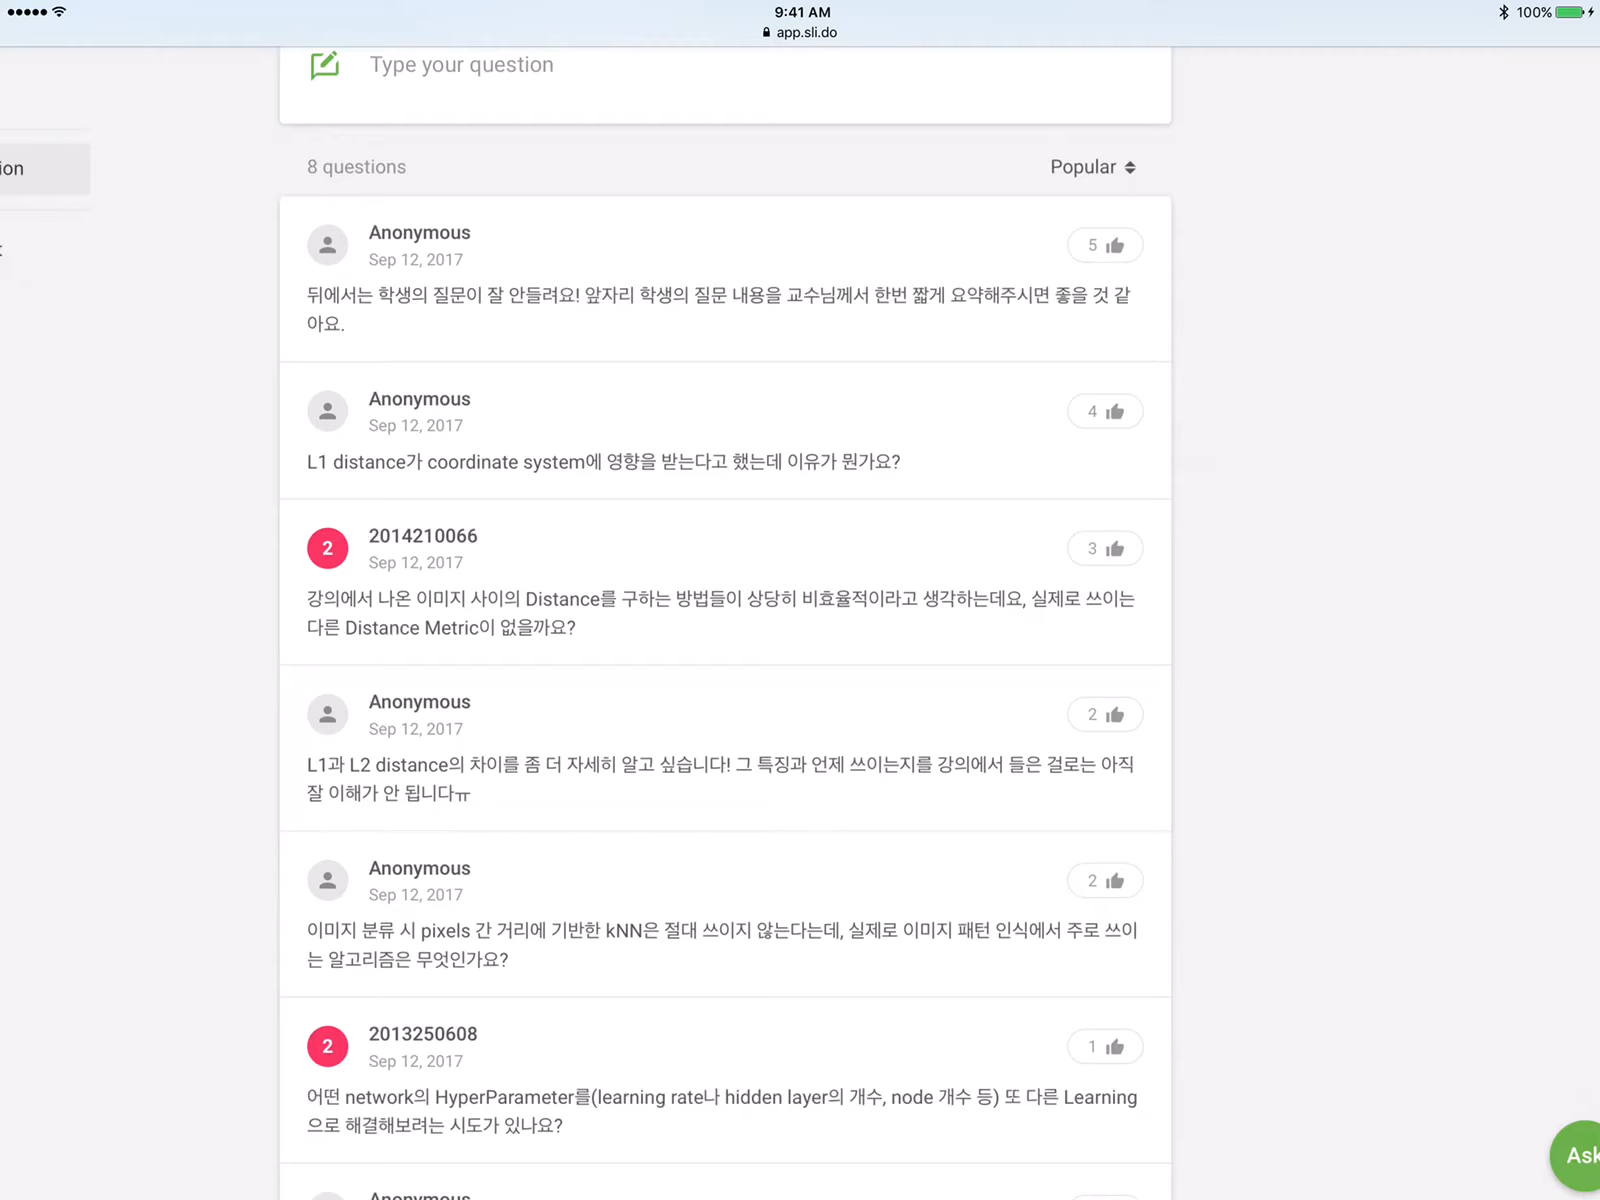 9:41 AM
100%
app.sli.do
Type your question
ion
8 questions
Popular
Anonymous
5
Sep 12, 2017
뒤에서는 학생의 질문이 잘 안들려요! 앞자리 학생의 질문 내용을 교수님께서 한번 짧게 요약해주시면 좋을 것 같
아요.
Anonymous
4
Sep 12, 2017
L1 distance가 coordinate system에 영향을 받는다고 했는데 이유가 뭔가요?
2
2014210066
3
Sep 12, 2017
강의에서 나온 이미지 사이의 Distance를 구하는 방법들이 상당히 비효율적이라고 생각하는데요, 실제로 쓰이는
다른 Distance Metric이 없을까요?
Anonymous
2
Sep 12, 2017
L1과 L2 distance의 차이를 좀 더 자세히 알고 싶습니다! 그 특징과 언제 쓰이는지를 강의에서 들은 걸로는 아직
잘 이해가 안 됩니다ㅠ
Anonymous
2
Sep 12, 2017
이미지 분류 시 pixels 간 거리에 기반한 kNN은 절대 쓰이지 않는다는데, 실제로 이미지 패턴 인식에서 주로 쓰이
는 알고리즘은 무엇인가요?
2
2013250608
1
Sep 12, 2017
어떤 network의 HyperParameter를(learning rate나 hidden layer의 개수, node 개수 등) 또 다른 Learning
으로 해결해보려는 시도가 있나요?
Anonymous
Ask